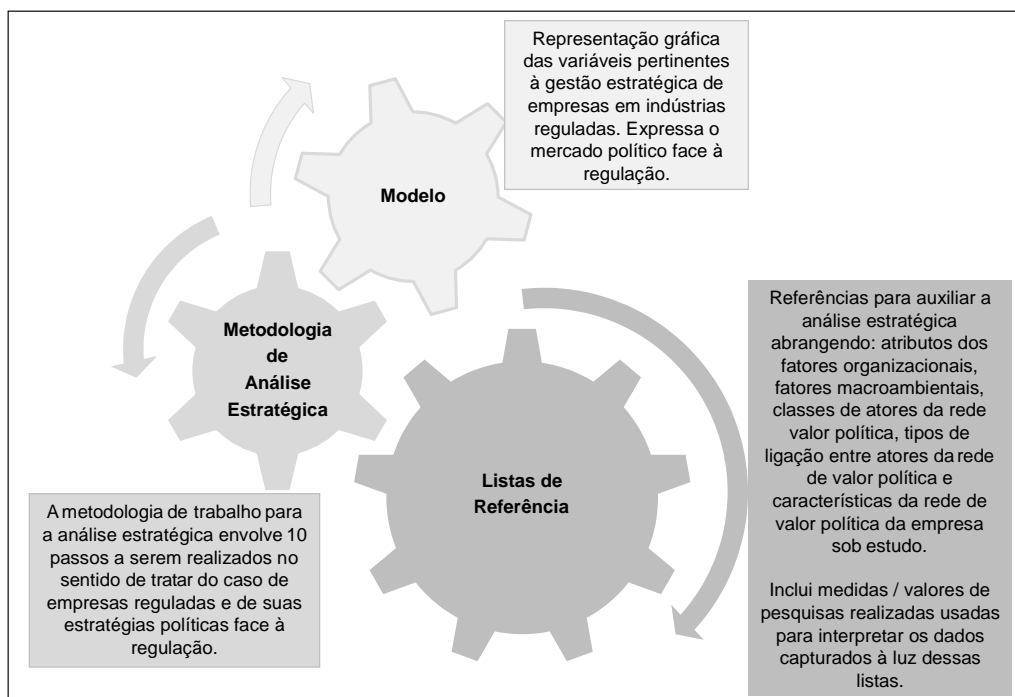 Representação gráfica
das variáveis pertinentes
à gestão estratégica de
empresas em indústrias
reguladas. Expressa o
mercado político face à
regulação.
Modelo
Metodologia
de
Análise
Estratégica
Listas de
Referência
A metodologia de trabalho para
a análise estratégica envolve 10
passos a serem realizados no
sentido de tratar do caso de
empresas reguladas e de suas
estratégias políticas face à
regulação.
Referências para auxiliar a
análise estratégica
abrangendo: atributos dos
fatores organizacionais,
fatores macroambientais,
classes de atores da rede
valor política, tipos de
ligação entre atores da rede
de valor política e
características da rede de
valor política da empresa
sob estudo.
Inclui medidas / valores de
pesquisas realizadas usadas
para interpretar os dados
capturados à luz dessas
listas.